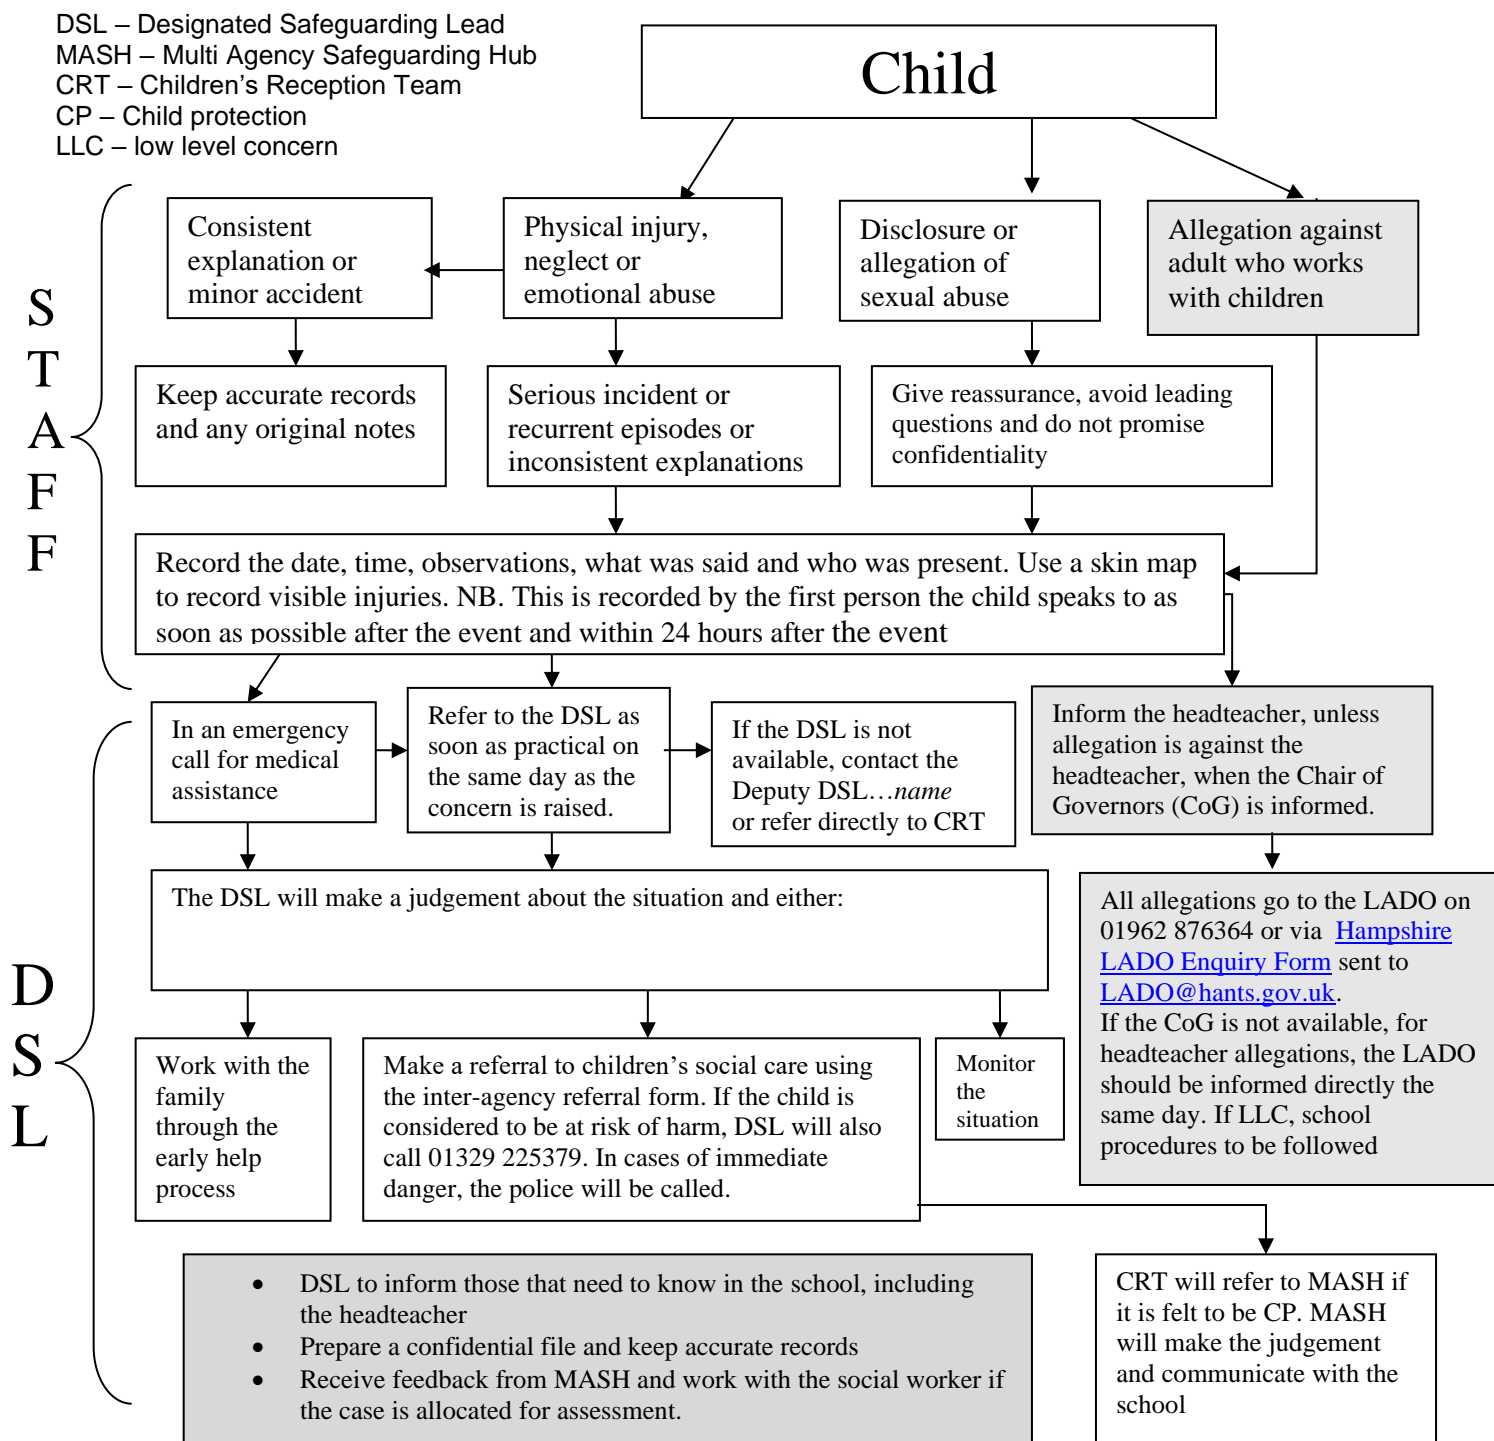 DSL – Designated Safeguarding Lead
MASH – Multi Agency Safeguarding Hub
CRT – Children's Reception Team
CP – Child protection
LLC – low level concern
Child
S
T
A
F
F
Consistent
explanation or
minor accident
Physical injury,
neglect or
emotional abuse
Disclosure or
allegation of
sexual abuse
Allegation against
adult who works
with children
Keep accurate records
and any original notes
Serious incident or
recurrent episodes or
inconsistent explanations
Give reassurance, avoid leading
questions and do not promise
confidentiality
Record the date, time, observations, what was said and who was present. Use a skin map
to record visible injuries. NB. This is recorded by the first person the child speaks to as
soon as possible after the event and within 24 hours after the event
D
S
L
In an emergency
call for medical
assistance
Refer to the DSL as
soon as practical on
the same day as the
concern is raised.
If the DSL is not
available, contact the
Deputy DSL…name
or refer directly to CRT
Inform the headteacher, unless
allegation is against the
headteacher, when the Chair of
Governors (CoG) is informed.
The DSL will make a judgement about the situation and either:
All allegations go to the LADO on
01962 876364 or via Hampshire
LADO Enquiry Form sent to
LADO@hants.gov.uk.
If the CoG is not available, for
headteacher allegations, the LADO
should be informed directly the
same day. If LLC, school
procedures to be followed
Work with the
family
through the
early help
process
Make a referral to children's social care using
the inter-agency referral form. If the child is
considered to be at risk of harm, DSL will also
call 01329 225379. In cases of immediate
danger, the police will be called.
Monitor
the
situation
• DSL to inform those that need to know in the school, including
the headteacher
• Prepare a confidential file and keep accurate records
• Receive feedback from MASH and work with the social worker if
the case is allocated for assessment.
CRT will refer to MASH if
it is felt to be CP. MASH
will make the judgement
and communicate with the
school